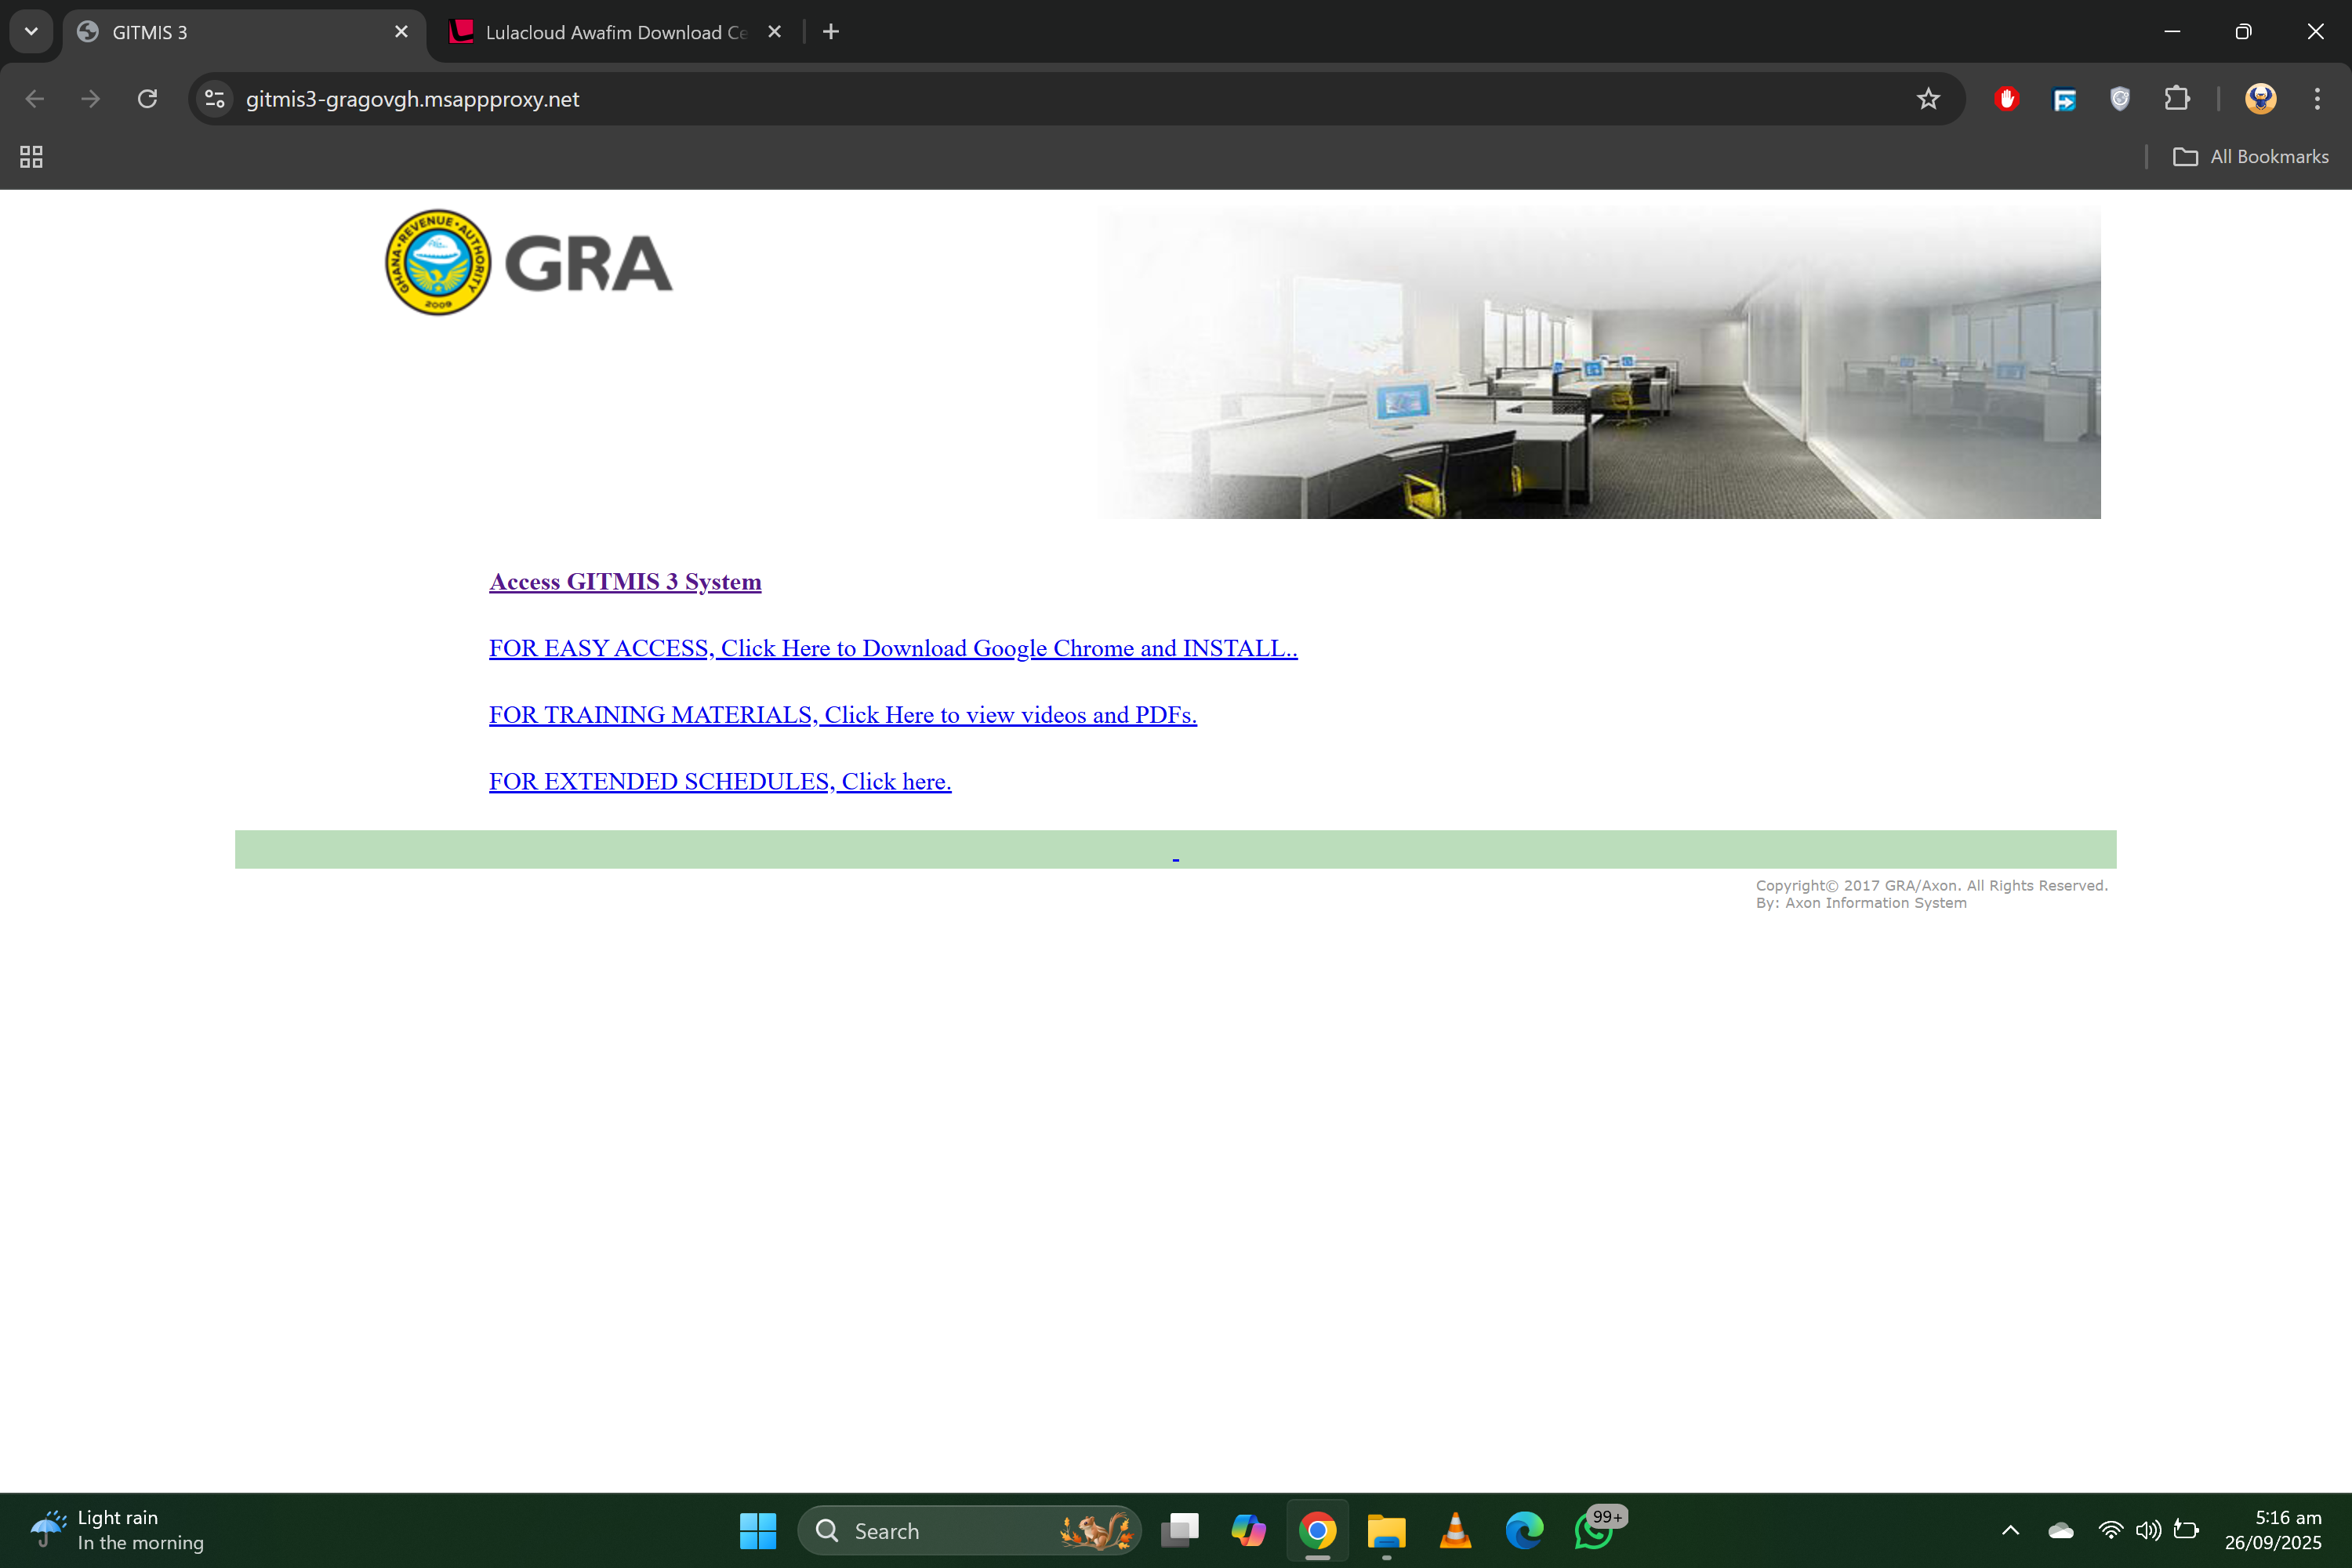 GITMIS 3
Lulacloud Awafim Download Ce
gitmis3-gragovgh.msappproxy.net
All Bookmarks
GHANA • REVENUE • AUTHORITY
2009
GRA
Access GITMIS 3 System
FOR EASY ACCESS, Click Here to Download Google Chrome and INSTALL..
FOR TRAINING MATERIALS, Click Here to view videos and PDFs.
FOR EXTENDED SCHEDULES, Click here.
Copyright© 2017 GRA/Axon. All Rights Reserved.
By: Axon Information System
Light rain
In the morning
Search
99+
5:16 am
26/09/2025